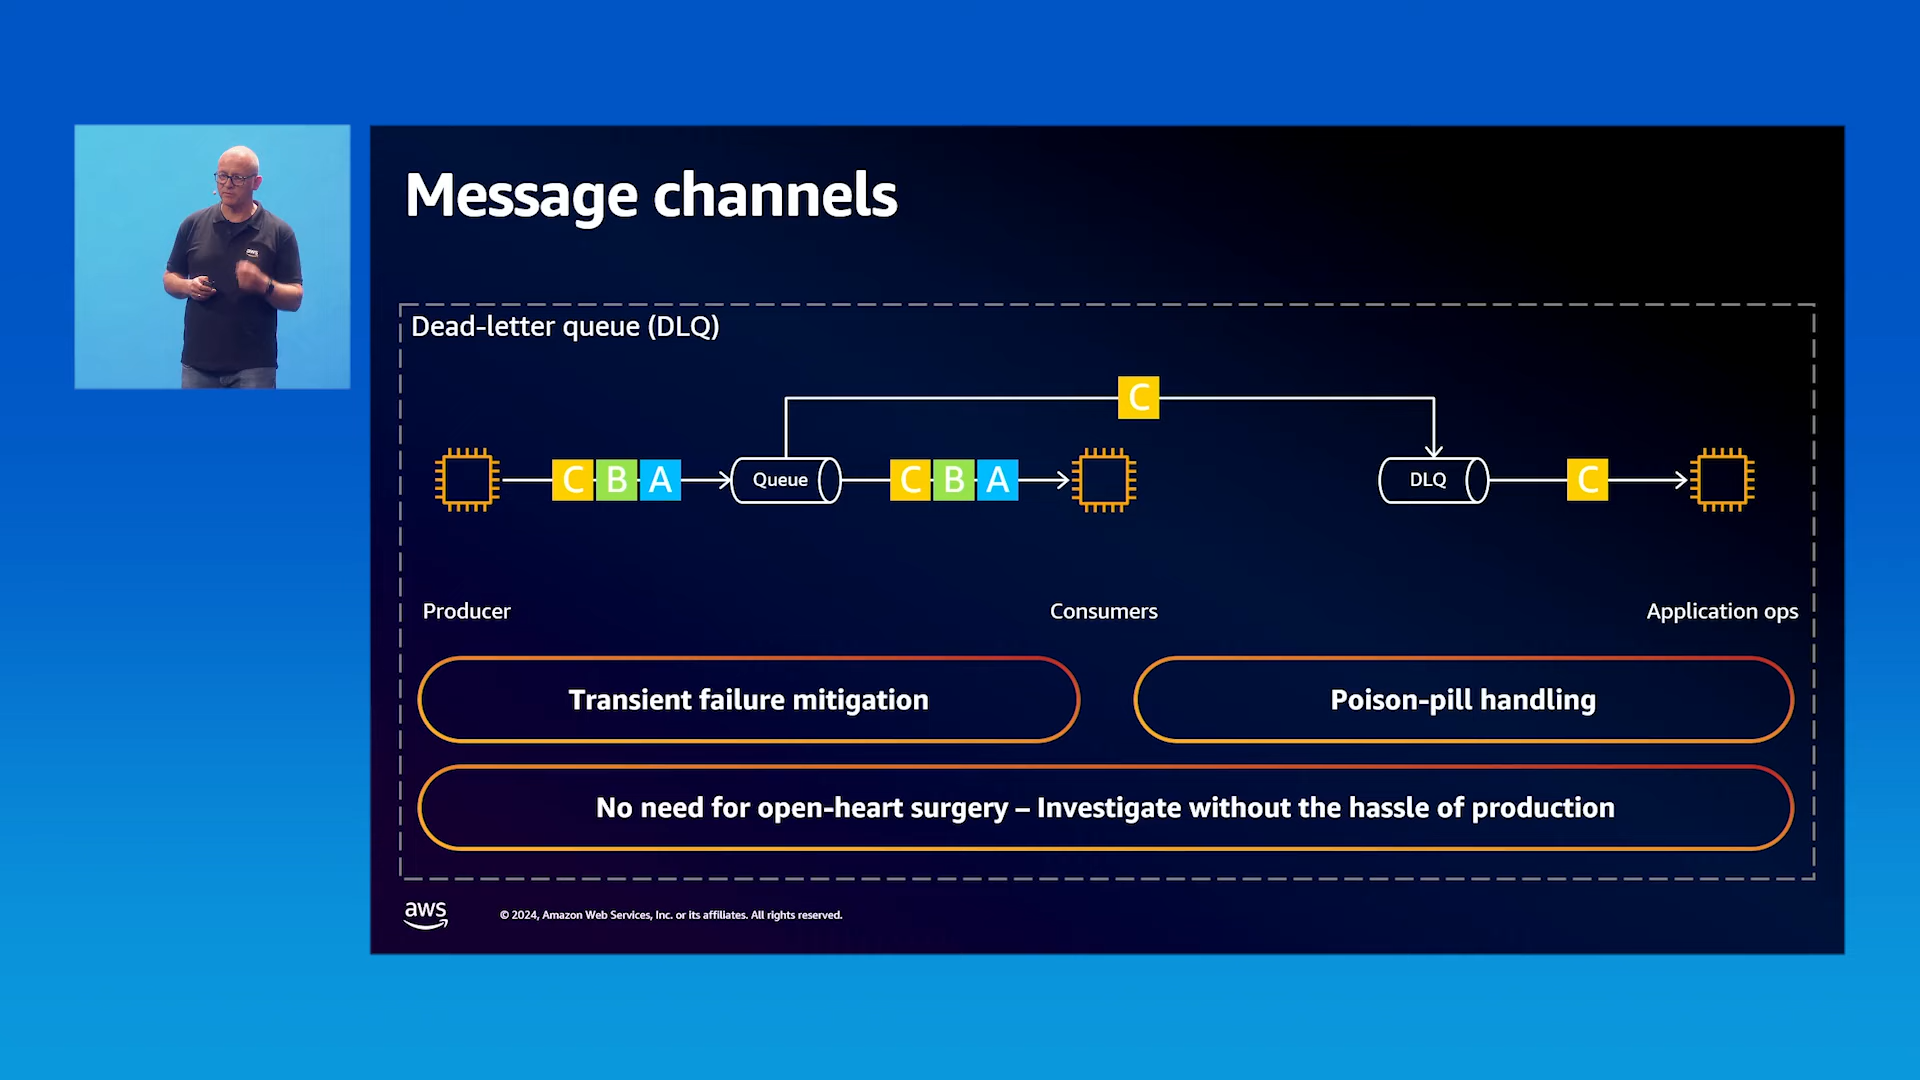 Message channels
Dead-letter queue (DLQ)
C
C B A
Queue
C B A
DLQ
C
Producer
Consumers
Application ops
Transient failure mitigation
Poison-pill handling
No need for open-heart surgery – Investigate without the hassle of production
aws
© 2024, Amazon Web Services, Inc. or its affiliates. All rights reserved.
aws